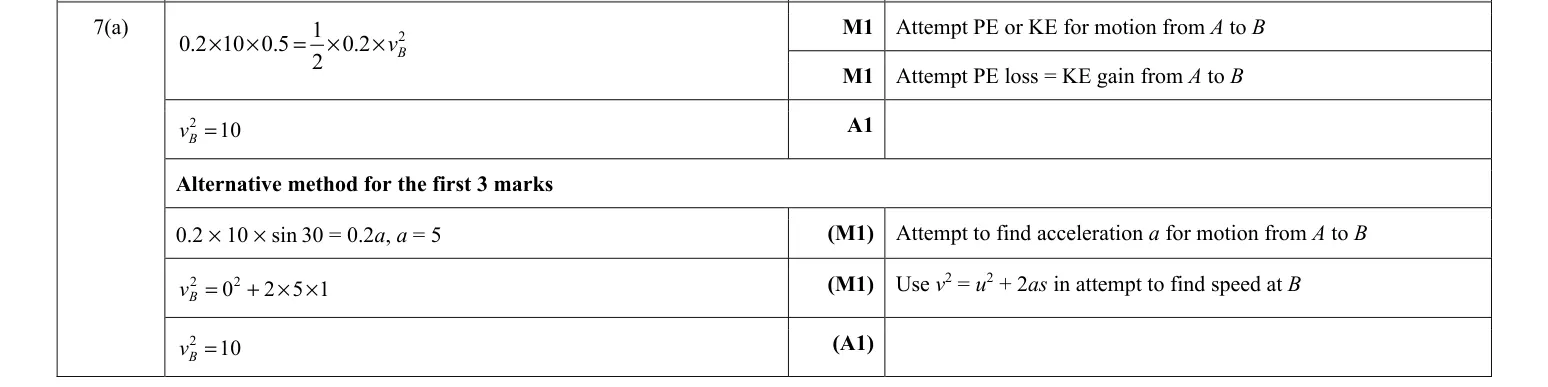 7(a)
0.2×10×0.5 = 1/2 ×0.2× v_B^2
M1 Attempt PE or KE for motion from A to B
M1 Attempt PE loss = KE gain from A to B
v_B^2 = 10
A1
Alternative method for the first 3 marks
0.2 × 10 × sin 30 = 0.2a, a = 5
(M1) Attempt to find acceleration a for motion from A to B
v_B^2 = 0^2 + 2×5×1
(M1) Use v^2 = u^2 + 2as in attempt to find speed at B
v_B^2 = 10
(A1)